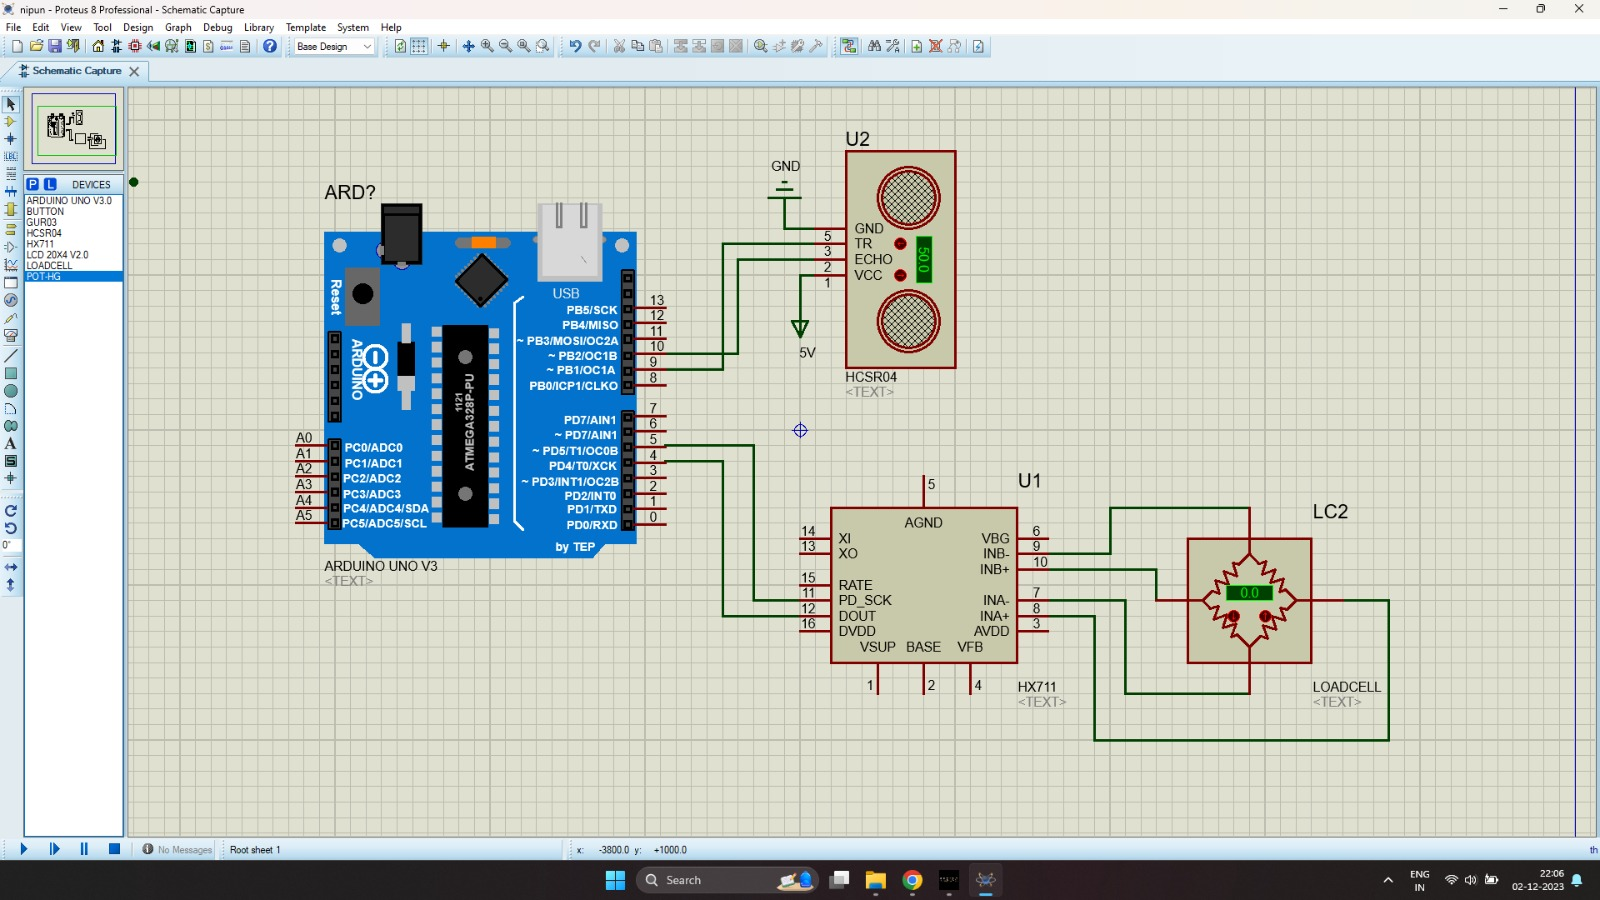 nipun - Proteus 8 Professional - Schematic Capture
File Edit View Tool Design Graph Debug Library Template System Help
Base Design
Schematic Capture
P L DEVICES
ARDUINO UNO V3.0
BUTTON
GUR03
HCSR04
HX711
LCD 20X4 V2.0
LOADCELL
POT-HG
LBL
A
S
0°
ARD?
Reset
ARDUINO
1121
ATMEGA328P-PU
USB
PB5/SCK 13
PB4/MISO 12
~ PB3/MOSI/OC2A 11
~ PB2/OC1B 10
~ PB1/OC1A 9
PB0/ICP1/CLKO 8
PD7/AIN1 7
~ PD7/AIN1 6
~ PD5/T1/OC0B 5
PD4/T0/XCK 4
~ PD3/INT1/OC2B 3
PD2/INT0 2
PD1/TXD 1
PD0/RXD 0
A0 PC0/ADC0
A1 PC1/ADC1
A2 PC2/ADC2
A3 PC3/ADC3
A4 PC4/ADC4/SDA
A5 PC5/ADC5/SCL
by TEP
ARDUINO UNO V3
<TEXT>
U2
GND
5 GND
3 TR
2 ECHO
1 VCC
50.0
5V
HCSR04
<TEXT>
U1
5
AGND
14 XI
13 XO
15 RATE
11 PD_SCK
12 DOUT
16 DVDD
VBG 6
INB- 9
INB+ 10
INA- 7
INA+ 8
AVDD 3
VSUP BASE VFB
1 2 4
HX711
<TEXT>
LC2
0.0
LOADCELL
<TEXT>
No Messages
Root sheet 1
x: -3800.0 y: +1000.0
th
Search
ENG
IN
22:06
02-12-2023